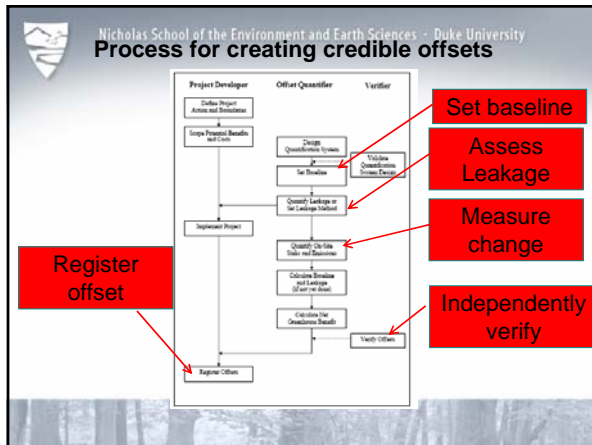 Nicholas School of the Environment and Earth Sciences - Duke University
Process for creating credible offsets
Project Developer
Offset Quantifier
Verifier
Define Project
Action and Boundaries
Scope Potential Benefits
and Costs
Design
Quantification System
Validate
Quantification
System Design
Set Baseline
Quantify Leakage or
Set Leakage Method
Implement Project
Quantify On-Site
Sinks and Emissions
Calculate Baseline
and Leakage
(if not yet done)
Calculate Net
Greenhouse Benefit
Verify Offsets
Register Offsets
Set baseline
Assess
Leakage
Measure
change
Register
offset
Independently
verify